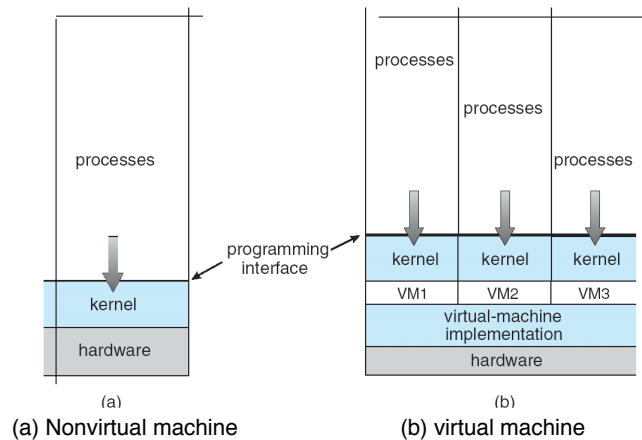 processes
kernel
hardware
(a)
(a) Nonvirtual machine
programming
interface
processes
processes
processes
kernel kernel kernel
VM1 VM2 VM3
virtual-machine
implementation
hardware
(b)
(b) virtual machine